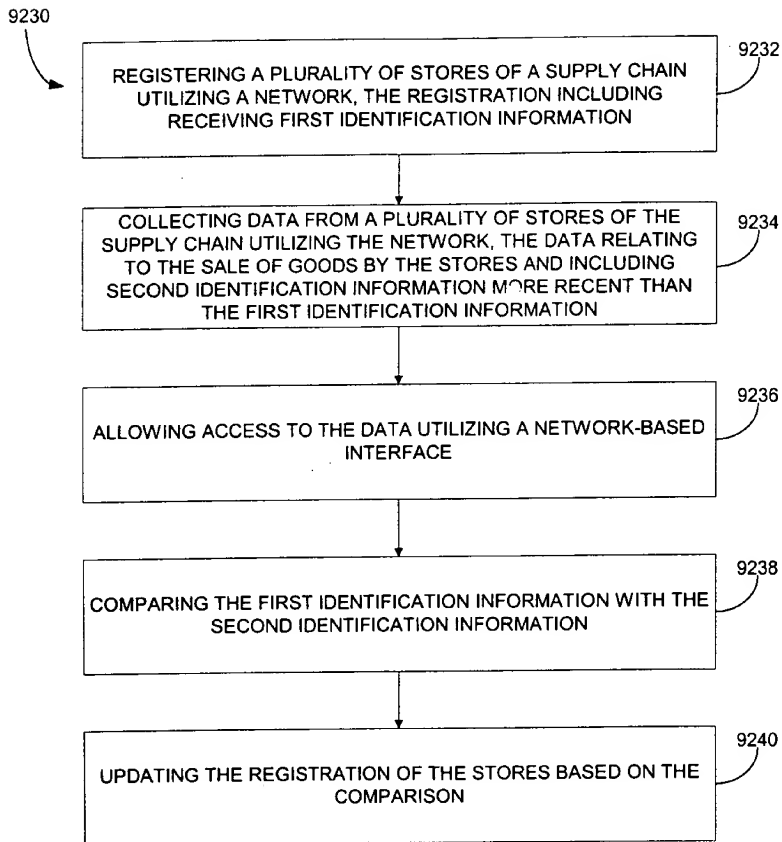 9230
9232
REGISTERING A PLURALITY OF STORES OF A SUPPLY CHAIN
UTILIZING A NETWORK, THE REGISTRATION INCLUDING
RECEIVING FIRST IDENTIFICATION INFORMATION
9234
COLLECTING DATA FROM A PLURALITY OF STORES OF THE
SUPPLY CHAIN UTILIZING THE NETWORK, THE DATA RELATING
TO THE SALE OF GOODS BY THE STORES AND INCLUDING
SECOND IDENTIFICATION INFORMATION MORE RECENT THAN
THE FIRST IDENTIFICATION INFORMATION
9236
ALLOWING ACCESS TO THE DATA UTILIZING A NETWORK-BASED
INTERFACE
9238
COMPARING THE FIRST IDENTIFICATION INFORMATION WITH THE
SECOND IDENTIFICATION INFORMATION
9240
UPDATING THE REGISTRATION OF THE STORES BASED ON THE
COMPARISON